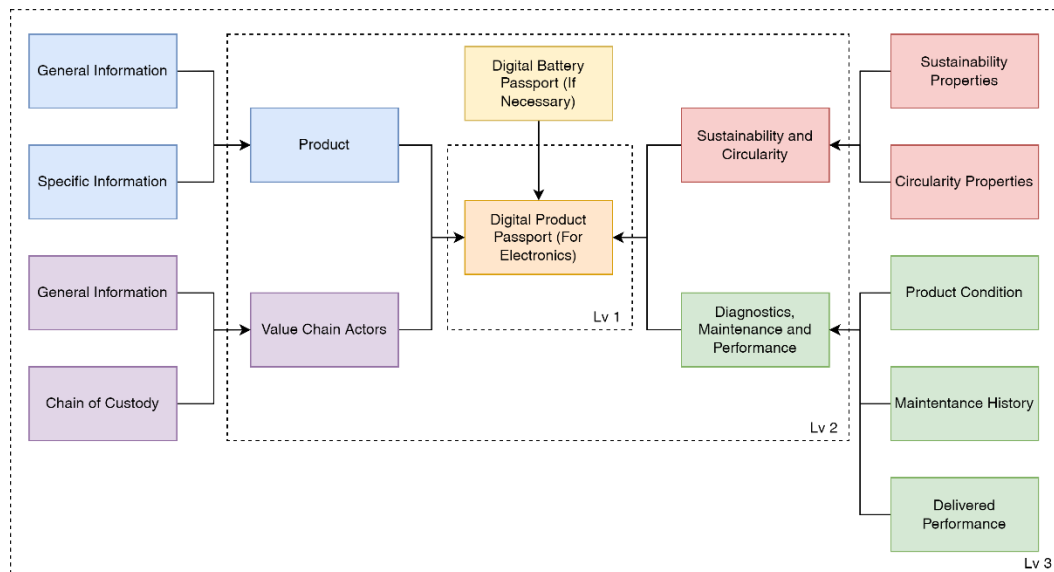 General Information
Specific Information
General Information
Chain of Custody
Product
Value Chain Actors
Digital Battery
Passport (If
Necessary)
Digital Product
Passport (For
Electronics)
Lv 1
Sustainability and
Circularity
Diagnostics,
Maintenance and
Performance
Lv 2
Sustainability
Properties
Circularity Properties
Product Condition
Maintentance History
Delivered
Performance
Lv 3